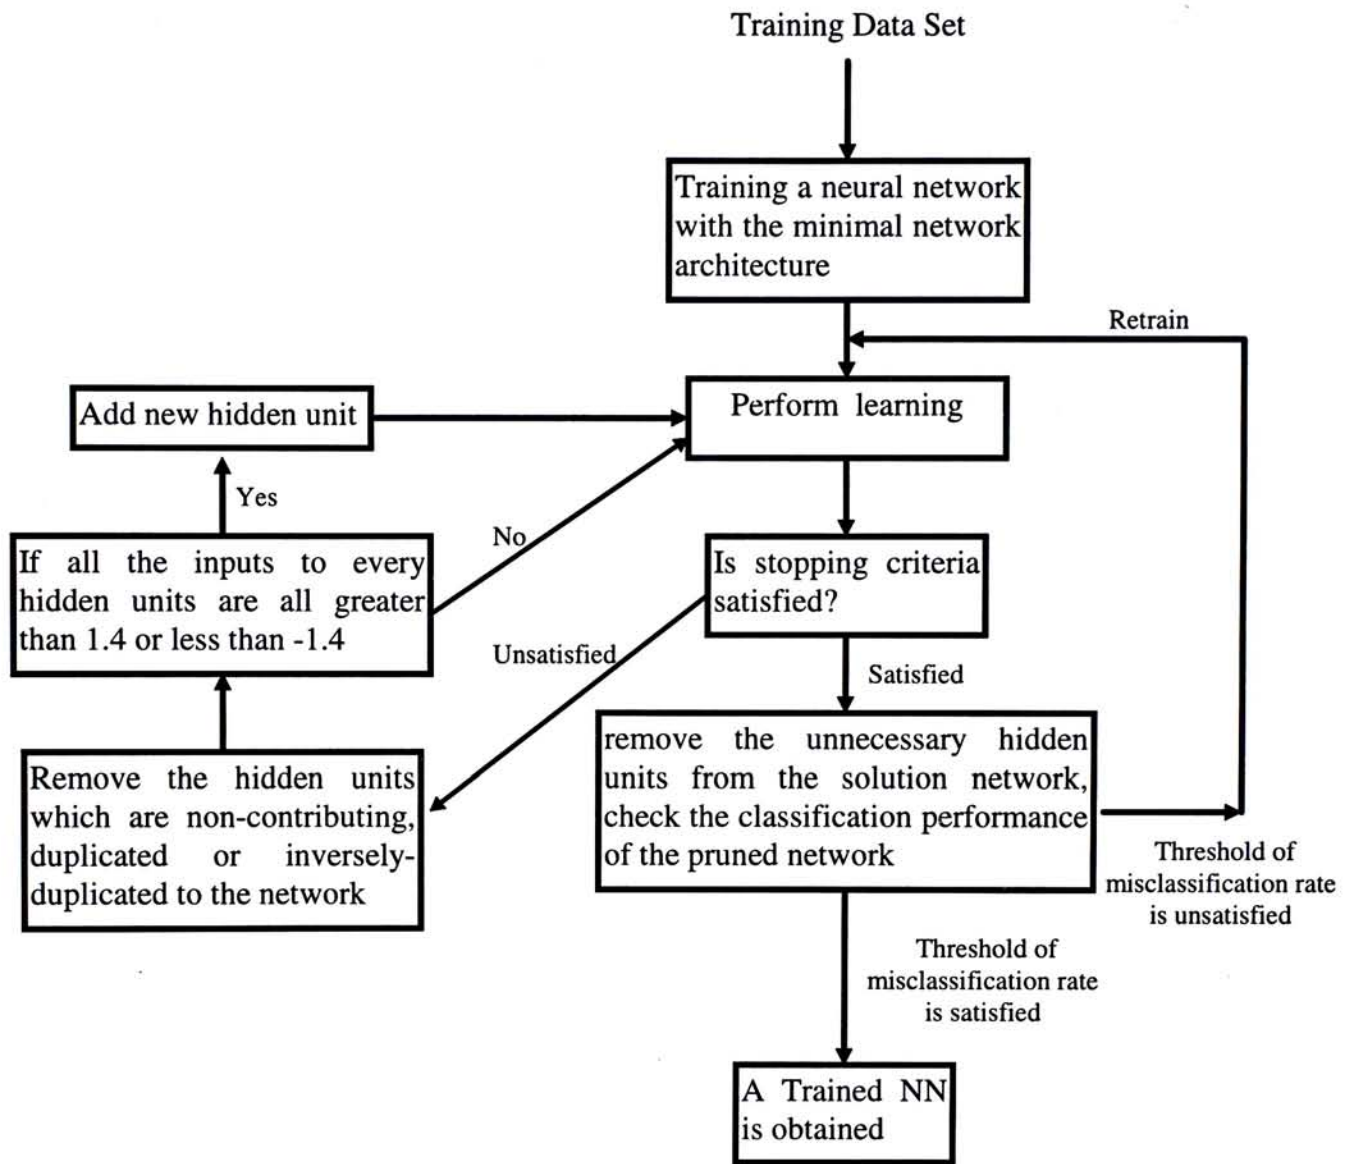 Training Data Set
Training a neural network
with the minimal network
architecture
Retrain
Add new hidden unit
Perform learning
Yes
No
If all the inputs to every
hidden units are all greater
than 1.4 or less than -1.4
Is stopping criteria
satisfied?
Unsatisfied
Satisfied
Remove the hidden units
which are non-contributing,
duplicated or inversely-
duplicated to the network
remove the unnecessary hidden
units from the solution network,
check the classification performance
of the pruned network
Threshold of
misclassification rate
is unsatisfied
Threshold of
misclassification rate
is satisfied
A Trained NN
is obtained